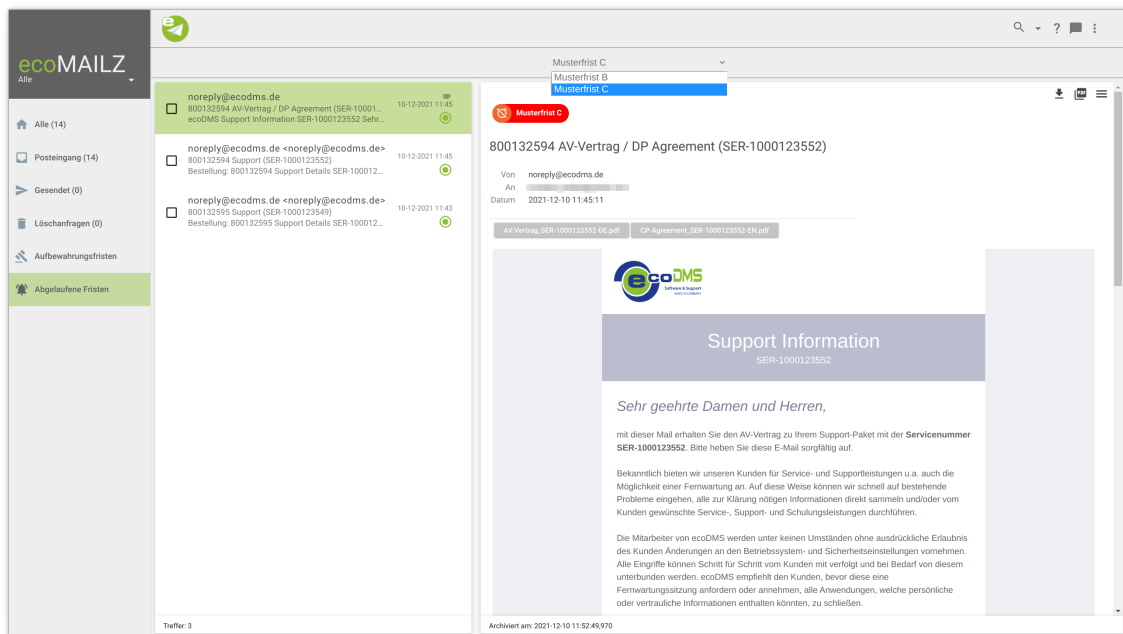 ecoMAILZ
Alle
Alle (14)
Posteingang (14)
Gesendet (0)
Löschanfragen (0)
Aufbewahrungsfristen
Abgelaufene Fristen
?
Musterfrist C
Musterfrist B
Musterfrist C
noreply@ecodms.de
800132594 AV-Vertrag / DP Agreement (SER-10001...
10-12-2021 11:45
ecoDMS Support Information SER-1000123552 Sehr...
noreply@ecodms.de <noreply@ecodms.de>
800132594 Support (SER-1000123552)
10-12-2021 11:45
Bestellung: 800132594 Support Details SER-100012...
noreply@ecodms.de <noreply@ecodms.de>
800132595 Support (SER-1000123549)
10-12-2021 11:43
Bestellung: 800132595 Support Details SER-100012...
Treffer: 3
PDF
Musterfrist C
800132594 AV-Vertrag / DP Agreement (SER-1000123552)
Von noreply@ecodms.de
An
Datum 2021-12-10 11:45:11
AV-Vertrag_SER-1000123552-DE.pdf CP-Agreement_SER-1000123552-EN.pdf
ecoDMS
Software & Support
Support Information
SER-1000123552
Sehr geehrte Damen und Herren,
mit dieser Mail erhalten Sie den AV-Vertrag zu Ihrem Support-Paket mit der Servicenummer
SER-1000123552. Bitte heben Sie diese E-Mail sorgfältig auf.
Bekanntlich bieten wir unseren Kunden für Service- und Supportleistungen u.a. auch die
Möglichkeit einer Fernwartung an. Auf diese Weise können wir schnell auf bestehende
Probleme eingehen, alle zur Klärung nötigen Informationen direkt sammeln und/oder vom
Kunden gewünschte Service-, Support- und Schulungsleistungen durchführen.
Die Mitarbeiter von ecoDMS werden unter keinen Umständen ohne ausdrückliche Erlaubnis
des Kunden Änderungen an den Betriebssystem- und Sicherheitseinstellungen vornehmen.
Alle Eingriffe können Schritt für Schritt vom Kunden mit verfolgt und bei Bedarf von diesem
unterbunden werden. ecoDMS empfiehlt den Kunden, bevor diese eine
Fernwartungssitzung anfordern oder annehmen, alle Anwendungen, welche persönliche
oder vertrauliche Informationen enthalten könnten, zu schließen.
Archiviert am: 2021-12-10 11:52:49,970